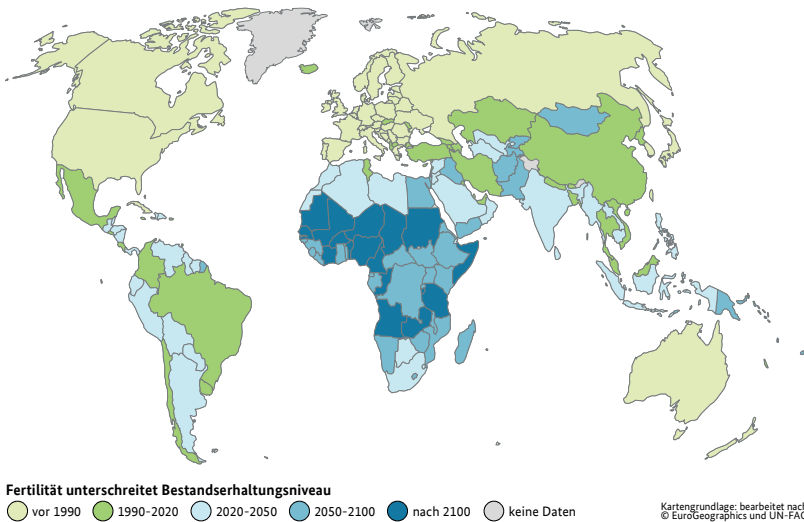 Fertilität unterschreitet Bestandserhaltungsniveau
vor 1990 1990-2020 2020-2050 2050-2100 nach 2100 keine Daten
Kartengrundlage: bearbeitet nac
© EuroGeographics und UN-FAO